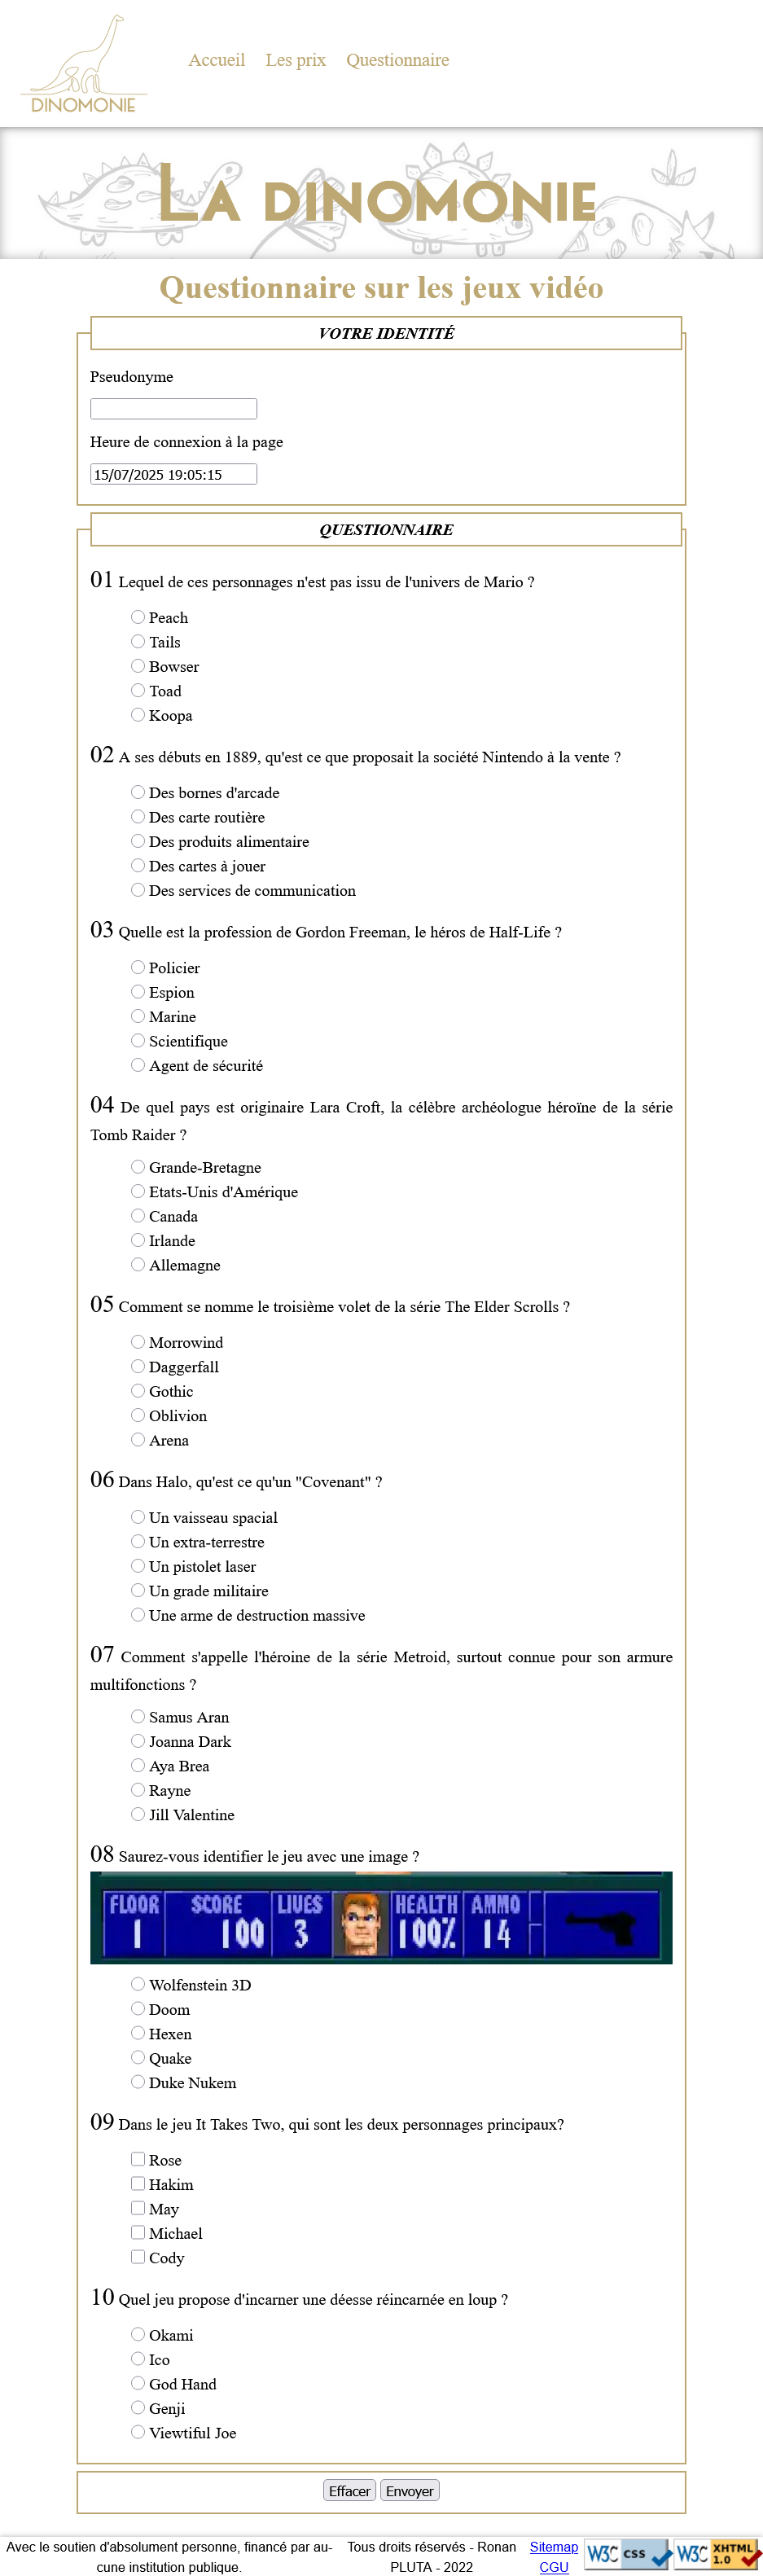 DINOMONIE
Accueil Les prix Questionnaire
LA DINOMONIE
Questionnaire sur les jeux vidéo
VOTRE IDENTITÉ
Pseudonyme
Heure de connexion à la page
15/07/2025 19:05:15
QUESTIONNAIRE
01 Lequel de ces personnages n'est pas issu de l'univers de Mario ?
Peach
Tails
Bowser
Toad
Koopa
02 A ses débuts en 1889, qu'est ce que proposait la société Nintendo à la vente ?
Des bornes d'arcade
Des carte routière
Des produits alimentaire
Des cartes à jouer
Des services de communication
03 Quelle est la profession de Gordon Freeman, le héros de Half-Life ?
Policier
Espion
Marine
Scientifique
Agent de sécurité
04 De quel pays est originaire Lara Croft, la célèbre archéologue héroïne de la série
Tomb Raider ?
Grande-Bretagne
Etats-Unis d'Amérique
Canada
Irlande
Allemagne
05 Comment se nomme le troisième volet de la série The Elder Scrolls ?
Morrowind
Daggerfall
Gothic
Oblivion
Arena
06 Dans Halo, qu'est ce qu'un "Covenant" ?
Un vaisseau spacial
Un extra-terrestre
Un pistolet laser
Un grade militaire
Une arme de destruction massive
07 Comment s'appelle l'héroine de la série Metroid, surtout connue pour son armure
multifonctions ?
Samus Aran
Joanna Dark
Aya Brea
Rayne
Jill Valentine
08 Saurez-vous identifier le jeu avec une image ?
FLOOR SCORE LIVES HEALTH AMMO
1 100 3 100% 14
Wolfenstein 3D
Doom
Hexen
Quake
Duke Nukem
09 Dans le jeu It Takes Two, qui sont les deux personnages principaux?
Rose
Hakim
May
Michael
Cody
10 Quel jeu propose d'incarner une déesse réincarnée en loup ?
Okami
Ico
God Hand
Genji
Viewtiful Joe
Effacer Envoyer
Avec le soutien d'absolument personne, financé par au-
cune institution publique.
Tous droits réservés - Ronan
PLUTA - 2022
Sitemap
CGU
W3C CSS
W3C XHTML 1.0